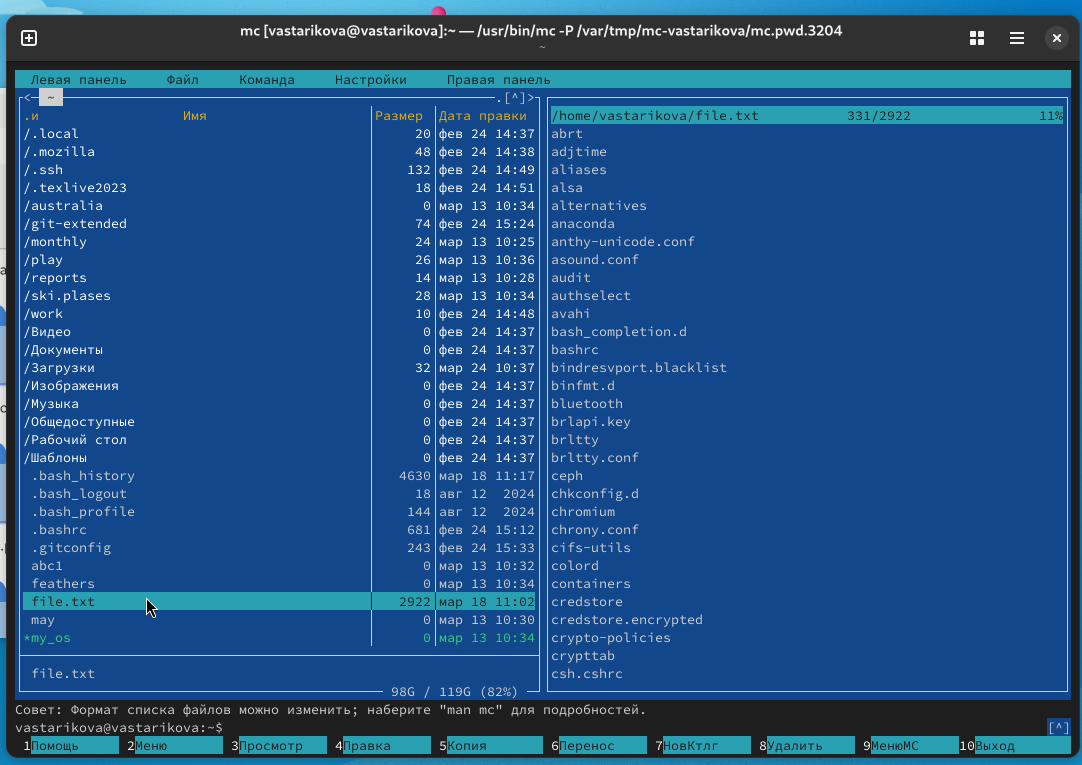 mc [vastarikova@vastarikova]:~ — /usr/bin/mc -P /var/tmp/mc-vastarikova/mc.pwd.3204
~
Левая панель Файл Команда Настройки Правая панель
<─ ~ .[^]>
.и Имя Размер Дата правки
/.local 20 фев 24 14:37
/.mozilla 48 фев 24 14:38
/.ssh 132 фев 24 14:49
/.texlive2023 18 фев 24 14:51
/australia 0 мар 13 10:34
/git-extended 74 фев 24 15:24
/monthly 24 мар 13 10:25
/play 26 мар 13 10:36
/reports 14 мар 13 10:28
/ski.plases 28 мар 13 10:34
/work 10 фев 24 14:48
/Видео 0 фев 24 14:37
/Документы 0 фев 24 14:37
/Загрузки 32 мар 24 10:37
/Изображения 0 фев 24 14:37
/Музыка 0 фев 24 14:37
/Общедоступные 0 фев 24 14:37
/Рабочий стол 0 фев 24 14:37
/Шаблоны 0 фев 24 14:37
.bash_history 4630 мар 18 11:17
.bash_logout 18 авг 12 2024
.bash_profile 144 авг 12 2024
.bashrc 681 фев 24 15:12
.gitconfig 243 фев 24 15:33
abc1 0 мар 13 10:32
feathers 0 мар 13 10:34
file.txt 2922 мар 18 11:02
may 0 мар 13 10:30
*my_os 0 мар 13 10:34
file.txt
98G / 119G (82%)
/home/vastarikova/file.txt 331/2922 11%
abrt
adjtime
aliases
alsa
alternatives
anaconda
anthy-unicode.conf
asound.conf
audit
authselect
avahi
bash_completion.d
bashrc
bindresvport.blacklist
binfmt.d
bluetooth
brlapi.key
brltty
brltty.conf
ceph
chkconfig.d
chromium
chrony.conf
cifs-utils
colord
containers
credstore
credstore.encrypted
crypto-policies
crypttab
csh.cshrc
Совет: Формат списка файлов можно изменить; наберите "man mc" для подробностей.
vastarikova@vastarikova:~$ [^]
1Помощь 2Меню 3Просмотр 4Правка 5Копия 6Перенос 7НовКтлг 8Удалить 9МенюМС 10Выход